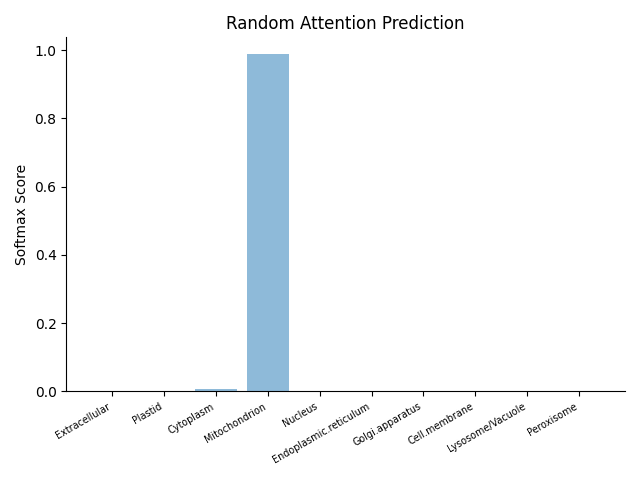 Random Attention Prediction
1.0
0.8
0.6
0.4
0.2
0.0
Softmax Score
Extracellular
Plastid
Cytoplasm
Mitochondrion
Nucleus
Endoplasmic.reticulum
Golgi.apparatus
Cell.membrane
Lysosome/Vacuole
Peroxisome